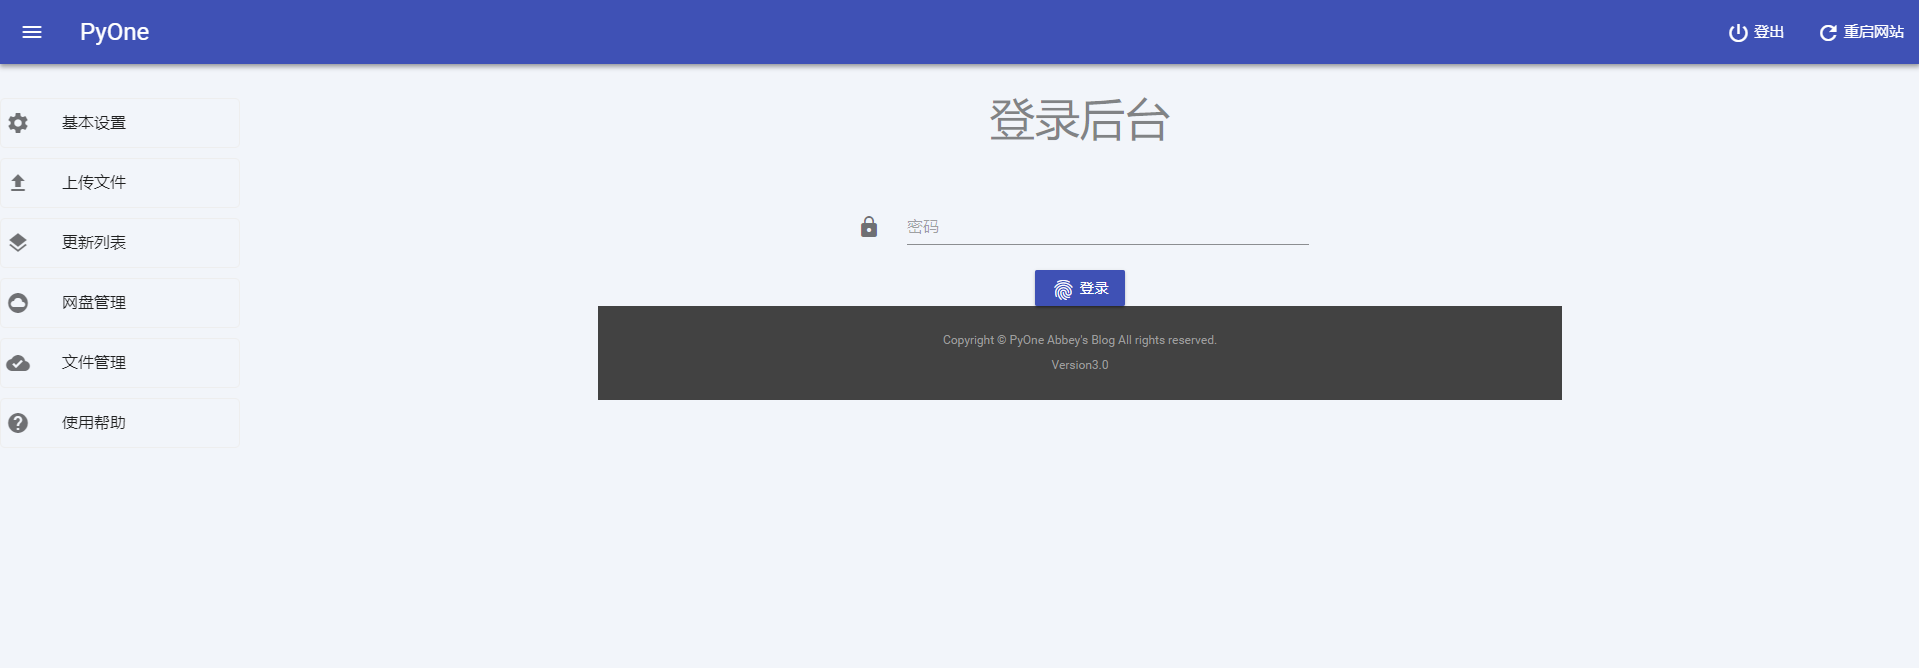 PyOne
登出
重启网站
基本设置
上传文件
更新列表
网盘管理
文件管理
使用帮助
登录后台
密码
登录
Copyright © PyOne Abbey's Blog All rights reserved.
Version3.0